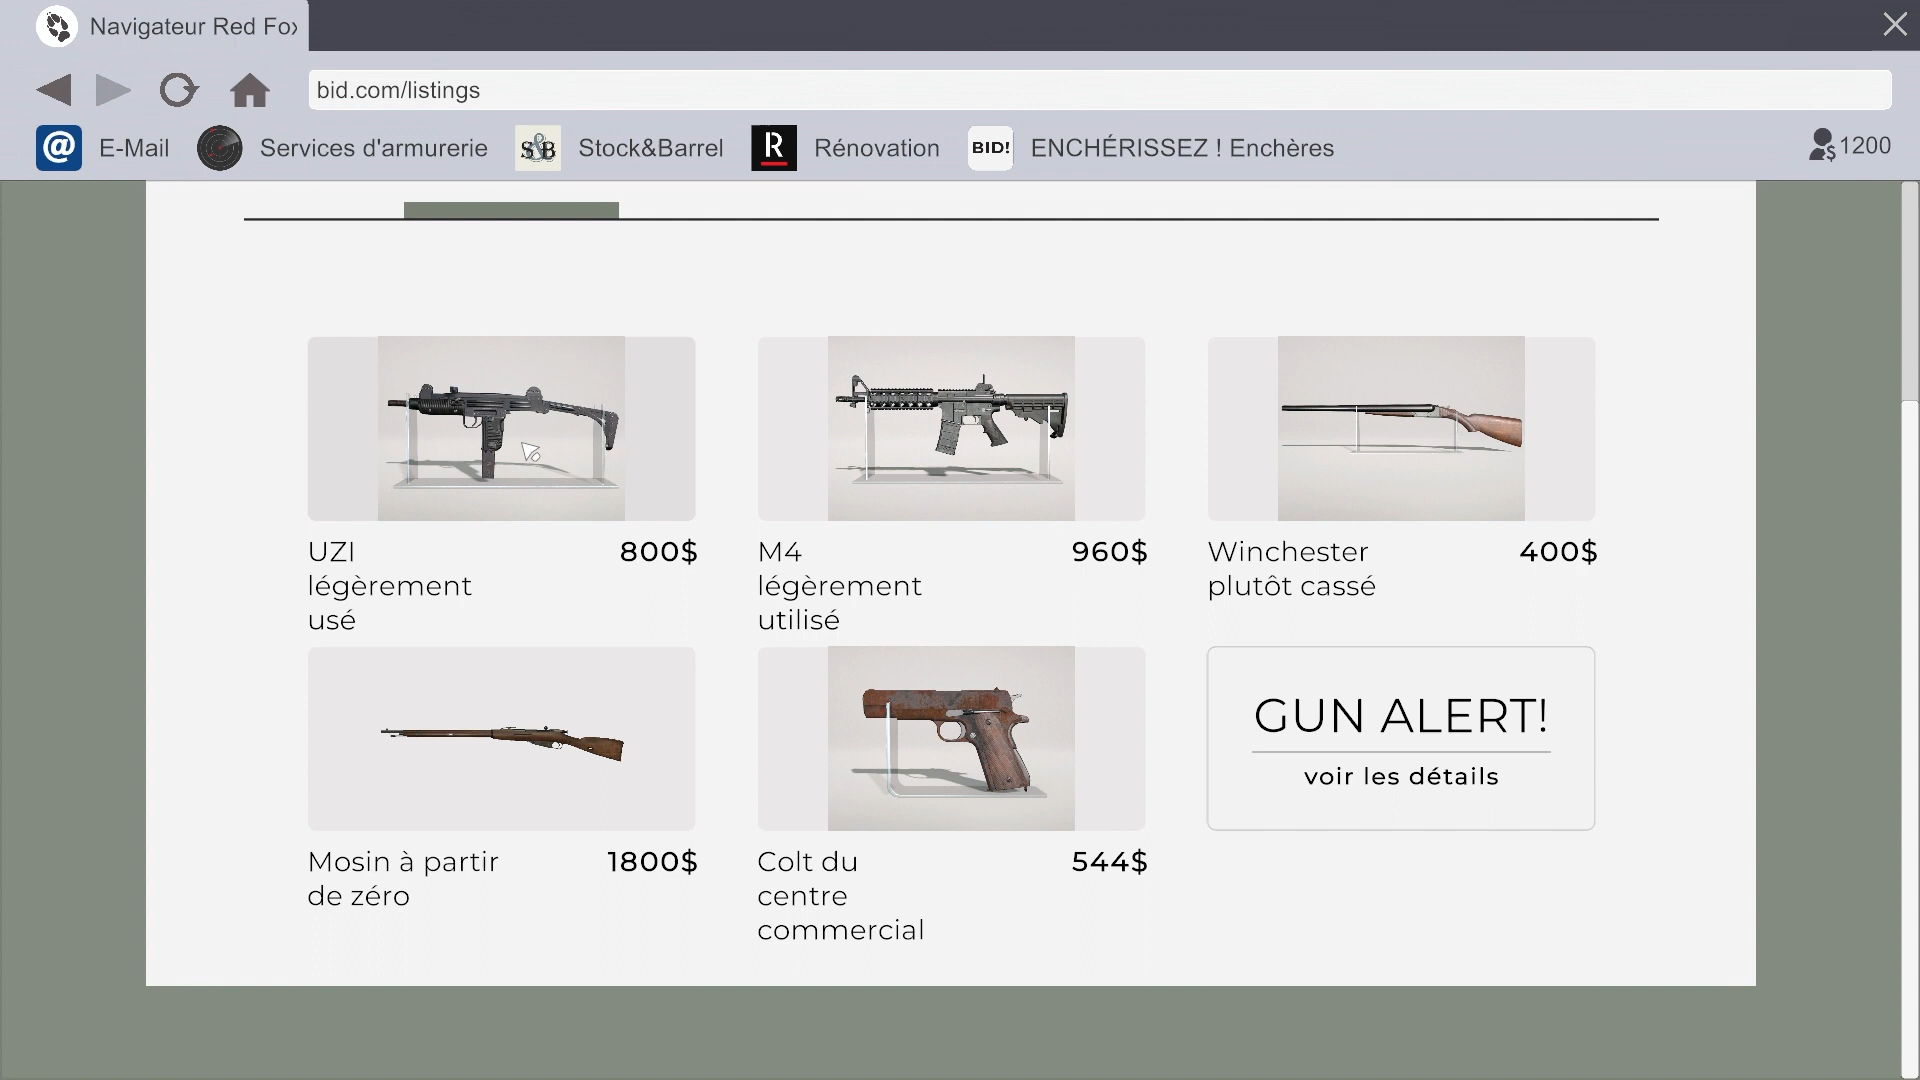 Navigateur Red Fox
bid.com/listings
E-Mail
Services d'armurerie
S&B
Stock&Barrel
R
Rénovation
BID!
ENCHÉRISSEZ ! Enchères
1200
UZI
légèrement
usé
800$
M4
légèrement
utilisé
960$
Winchester
plutôt cassé
400$
Mosin à partir
de zéro
1800$
Colt du
centre
commercial
544$
GUN ALERT!
voir les détails